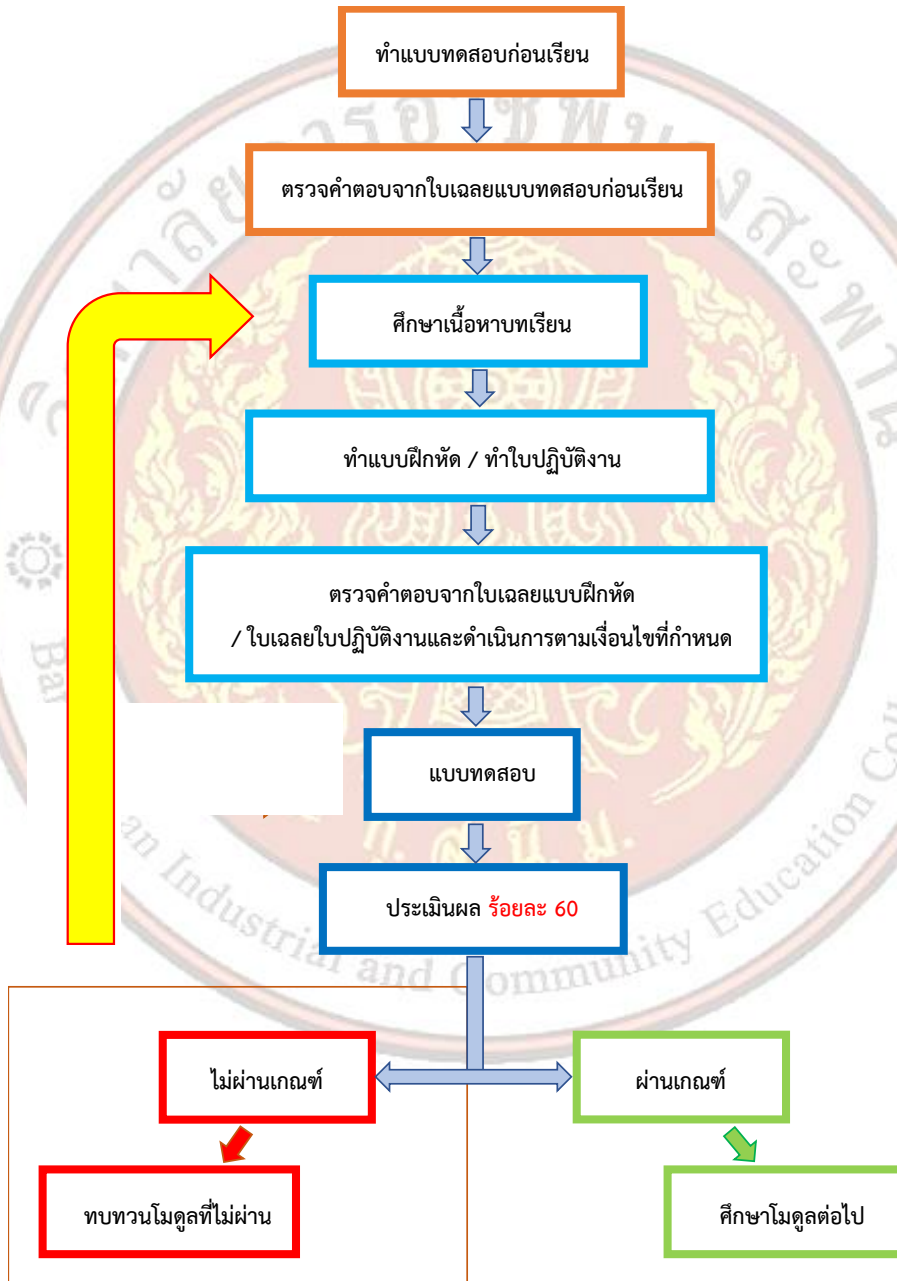 ทำแบบทดสอบก่อนเรียน
ตรวจคำตอบจากใบเฉลยแบบทดสอบก่อนเรียน
ศึกษาเนื้อหาบทเรียน
ทำแบบฝึกหัด / ทำใบปฏิบัติงาน
ตรวจคำตอบจากใบเฉลยแบบฝึกหัด
/ ใบเฉลยใบปฏิบัติงานและดำเนินการตามเงื่อนไขที่กำหนด
แบบทดสอบ
ประเมินผล ร้อยละ 60
ไม่ผ่านเกณฑ์
ผ่านเกณฑ์
ทบทวนโมดูลที่ไม่ผ่าน
ศึกษาโมดูลต่อไป
an Industrial and Community Education